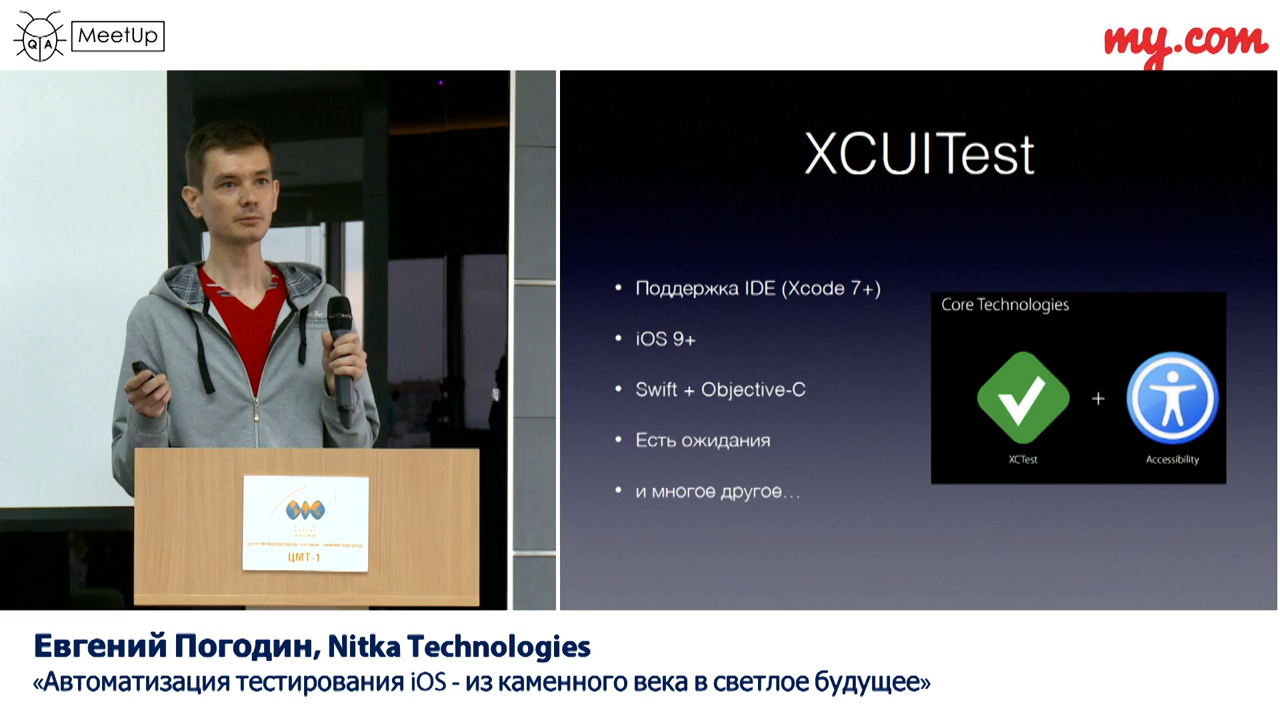 QA MeetUp
my.com
XCUITest
• Поддержка IDE (Xcode 7+)
• iOS 9+
• Swift + Objective-C
• Есть ожидания
• и многое другое…
Core Technologies
+
XCTest
Accessibility
ЦМТ-1
Евгений Погодин, Nitka Technologies
«Автоматизация тестирования iOS - из каменного века в светлое будущее»